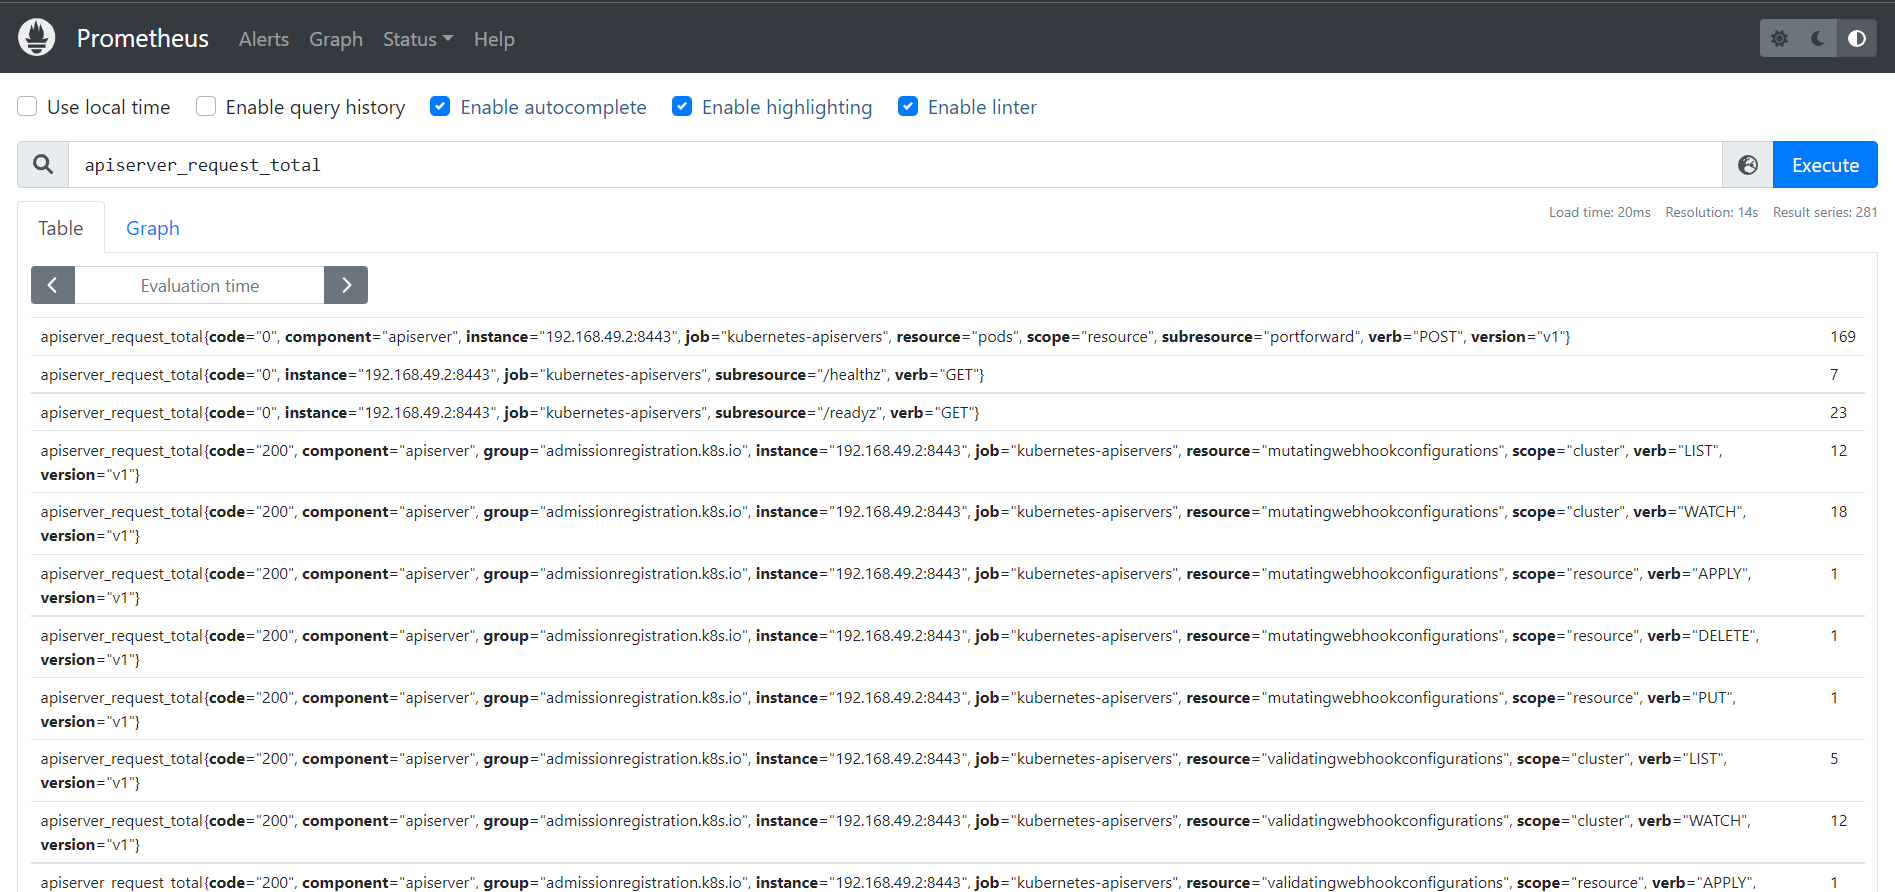 Prometheus Alerts Graph Status Help
Use local time Enable query history Enable autocomplete Enable highlighting Enable linter
apiserver_request_total Execute
Table Graph Load time: 20ms Resolution: 14s Result series: 281
Evaluation time
apiserver_request_total{code="0", component="apiserver", instance="192.168.49.2:8443", job="kubernetes-apiservers", resource="pods", scope="resource", subresource="portforward", verb="POST", version="v1"} 169
apiserver_request_total{code="0", instance="192.168.49.2:8443", job="kubernetes-apiservers", subresource="/healthz", verb="GET"} 7
apiserver_request_total{code="0", instance="192.168.49.2:8443", job="kubernetes-apiservers", subresource="/readyz", verb="GET"} 23
apiserver_request_total{code="200", component="apiserver", group="admissionregistration.k8s.io", instance="192.168.49.2:8443", job="kubernetes-apiservers", resource="mutatingwebhookconfigurations", scope="cluster", verb="LIST", 12
version="v1"}
apiserver_request_total{code="200", component="apiserver", group="admissionregistration.k8s.io", instance="192.168.49.2:8443", job="kubernetes-apiservers", resource="mutatingwebhookconfigurations", scope="cluster", verb="WATCH", 18
version="v1"}
apiserver_request_total{code="200", component="apiserver", group="admissionregistration.k8s.io", instance="192.168.49.2:8443", job="kubernetes-apiservers", resource="mutatingwebhookconfigurations", scope="resource", verb="APPLY", 1
version="v1"}
apiserver_request_total{code="200", component="apiserver", group="admissionregistration.k8s.io", instance="192.168.49.2:8443", job="kubernetes-apiservers", resource="mutatingwebhookconfigurations", scope="resource", verb="DELETE", 1
version="v1"}
apiserver_request_total{code="200", component="apiserver", group="admissionregistration.k8s.io", instance="192.168.49.2:8443", job="kubernetes-apiservers", resource="mutatingwebhookconfigurations", scope="resource", verb="PUT", 1
version="v1"}
apiserver_request_total{code="200", component="apiserver", group="admissionregistration.k8s.io", instance="192.168.49.2:8443", job="kubernetes-apiservers", resource="validatingwebhookconfigurations", scope="cluster", verb="LIST", 5
version="v1"}
apiserver_request_total{code="200", component="apiserver", group="admissionregistration.k8s.io", instance="192.168.49.2:8443", job="kubernetes-apiservers", resource="validatingwebhookconfigurations", scope="cluster", verb="WATCH", 12
version="v1"}
apiserver_request_total{code="200", component="apiserver", group="admissionregistration.k8s.io", instance="192.168.49.2:8443", job="kubernetes-apiservers", resource="validatingwebhookconfigurations", scope="resource", verb="APPLY", 1